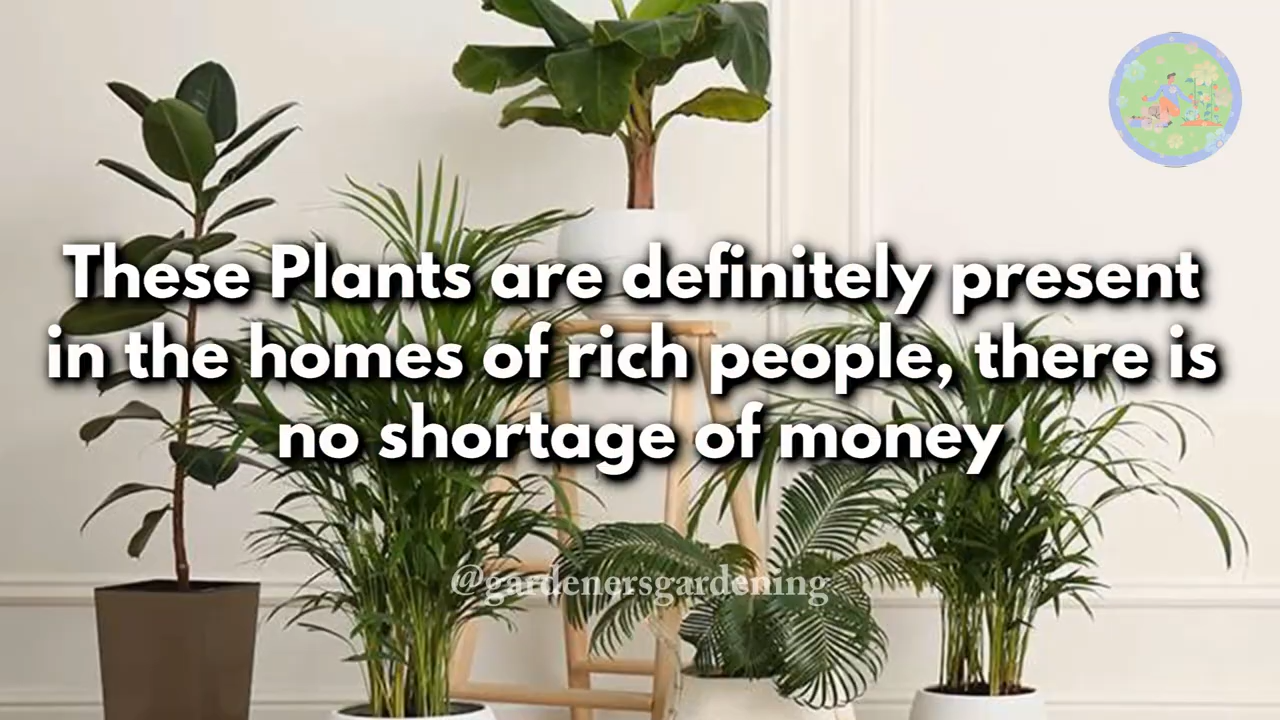 These Plants are definitely present
in the homes of rich people, there is
no shortage of money
@gardenersgardening